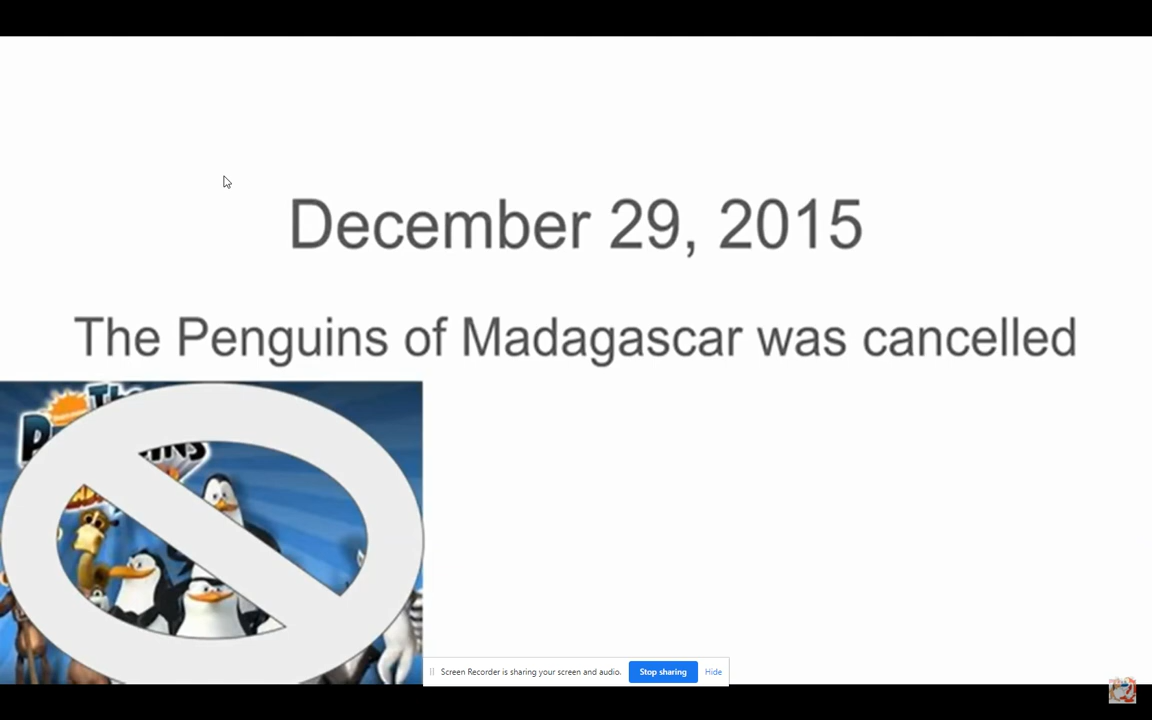 December 29, 2015
The Penguins of Madagascar was cancelled
The
Screen Recorder is sharing your screen and audio.
Stop sharing
Hide